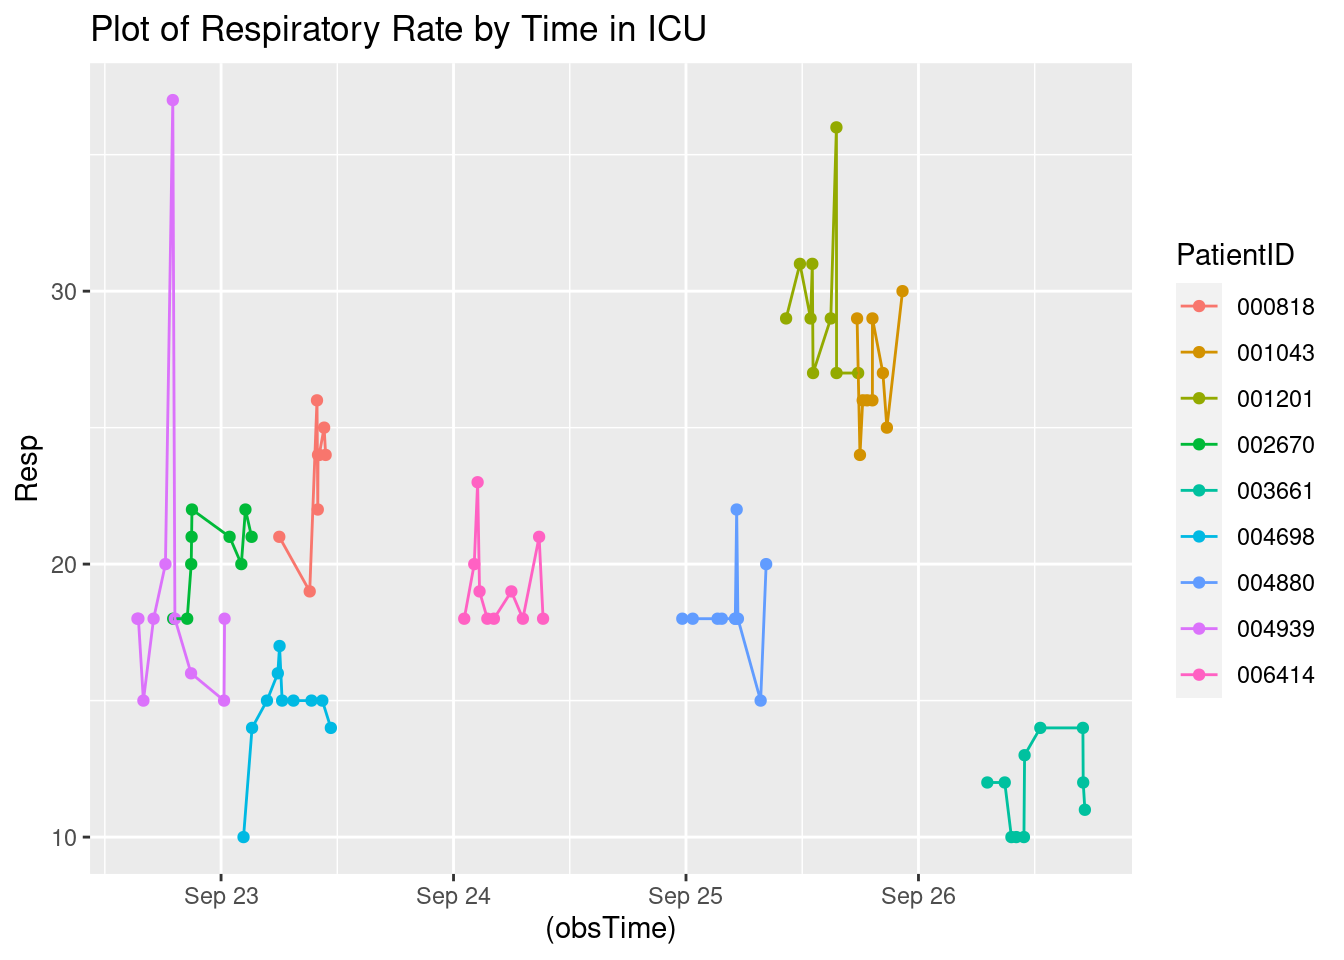 Plot of Respiratory Rate by Time in ICU
30
20
10
Resp
Sep 23
Sep 24
Sep 25
Sep 26
(obsTime)
PatientID
000818
001043
001201
002670
003661
004698
004880
004939
006414